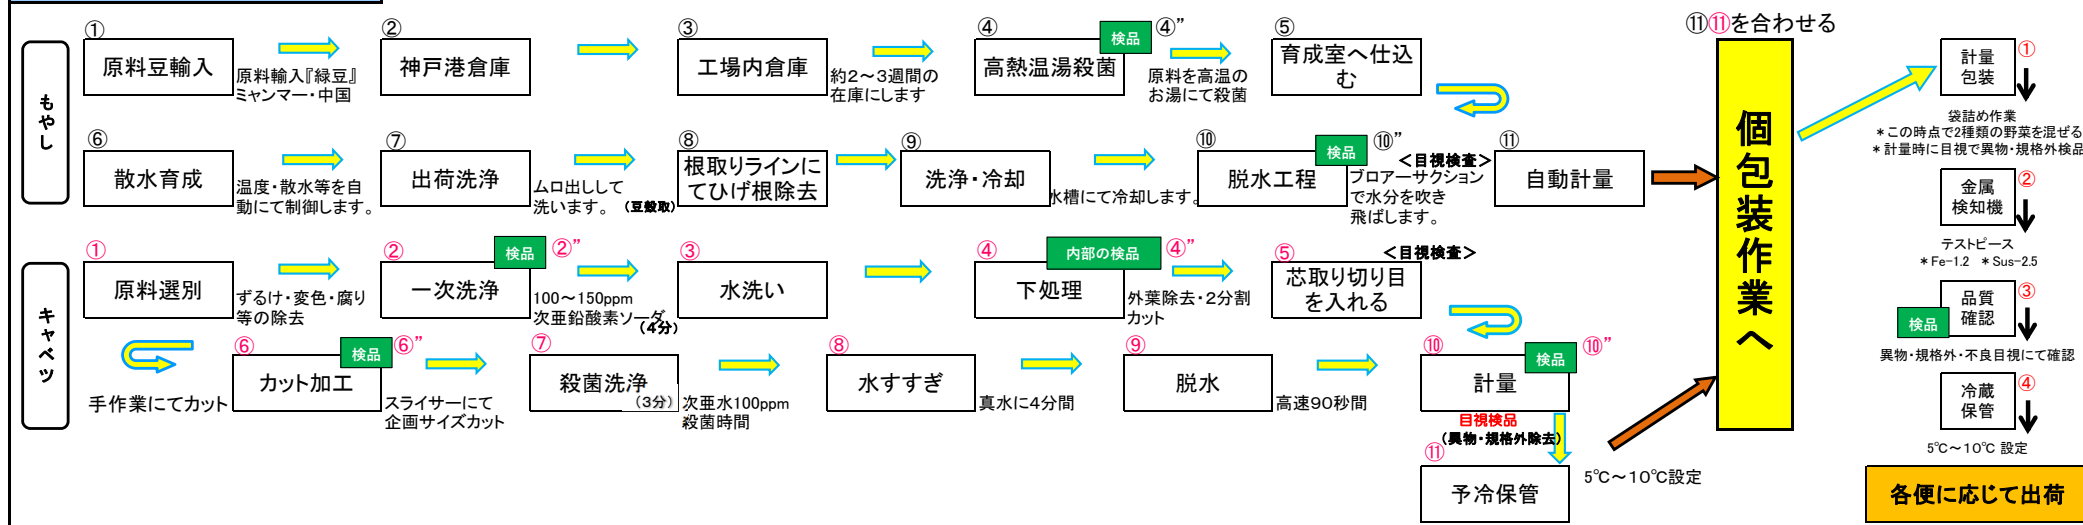 もやし
①
原料豆輸入
原料輸入『緑豆』
ミャンマー・中国
②
神戸港倉庫
③
工場内倉庫
約2～3週間の
在庫にします
④
高熱温湯殺菌
検品
④”
原料を高温の
お湯にて殺菌
⑤
育成室へ仕込
む
⑥
散水育成
温度・散水等を自
動にて制御します。
⑦
出荷洗浄
ムロ出しして
洗います。
（豆殻取）
⑧
根取りラインに
てひげ根除去
⑨
洗浄・冷却
水槽にて冷却します。
⑩
脱水工程
検品
⑩”
＜目視検査＞
ブロアーサクション
で水分を吹き
飛ばします。
⑪
自動計量
キャベツ
①
原料選別
ずるけ・変色・腐り
等の除去
②
一次洗浄
検品
②”
100～150ppm
次亜鉛酸素ソーダ
（4分）
③
水洗い
④
下処理
内部の検品
④”
外葉除去・2分割
カット
＜目視検査＞
⑤
芯取り切り目
を入れる
手作業にてカット
⑥
カット加工
検品
⑥”
スライサーにて
企画サイズカット
⑦
殺菌洗浄
（3分）
次亜水100ppm
殺菌時間
⑧
水すすぎ
真水に4分間
⑨
脱水
高速90秒間
⑩
計量
検品
⑩”
目視検品
（異物・規格外除去）
⑪
予冷保管
5℃～10℃設定
⑪⑪を合わせる
個包装作業へ
①
計量
包装
袋詰め作業
＊この時点で2種類の野菜を混ぜる
＊計量時に目視で異物・規格外検品
②
金属
検知機
テストピース
＊Fe-1.2　＊Sus-2.5
③
品質
確認
検品
異物・規格外・不良目視にて確認
④
冷蔵
保管
5℃～10℃ 設定
各便に応じて出荷